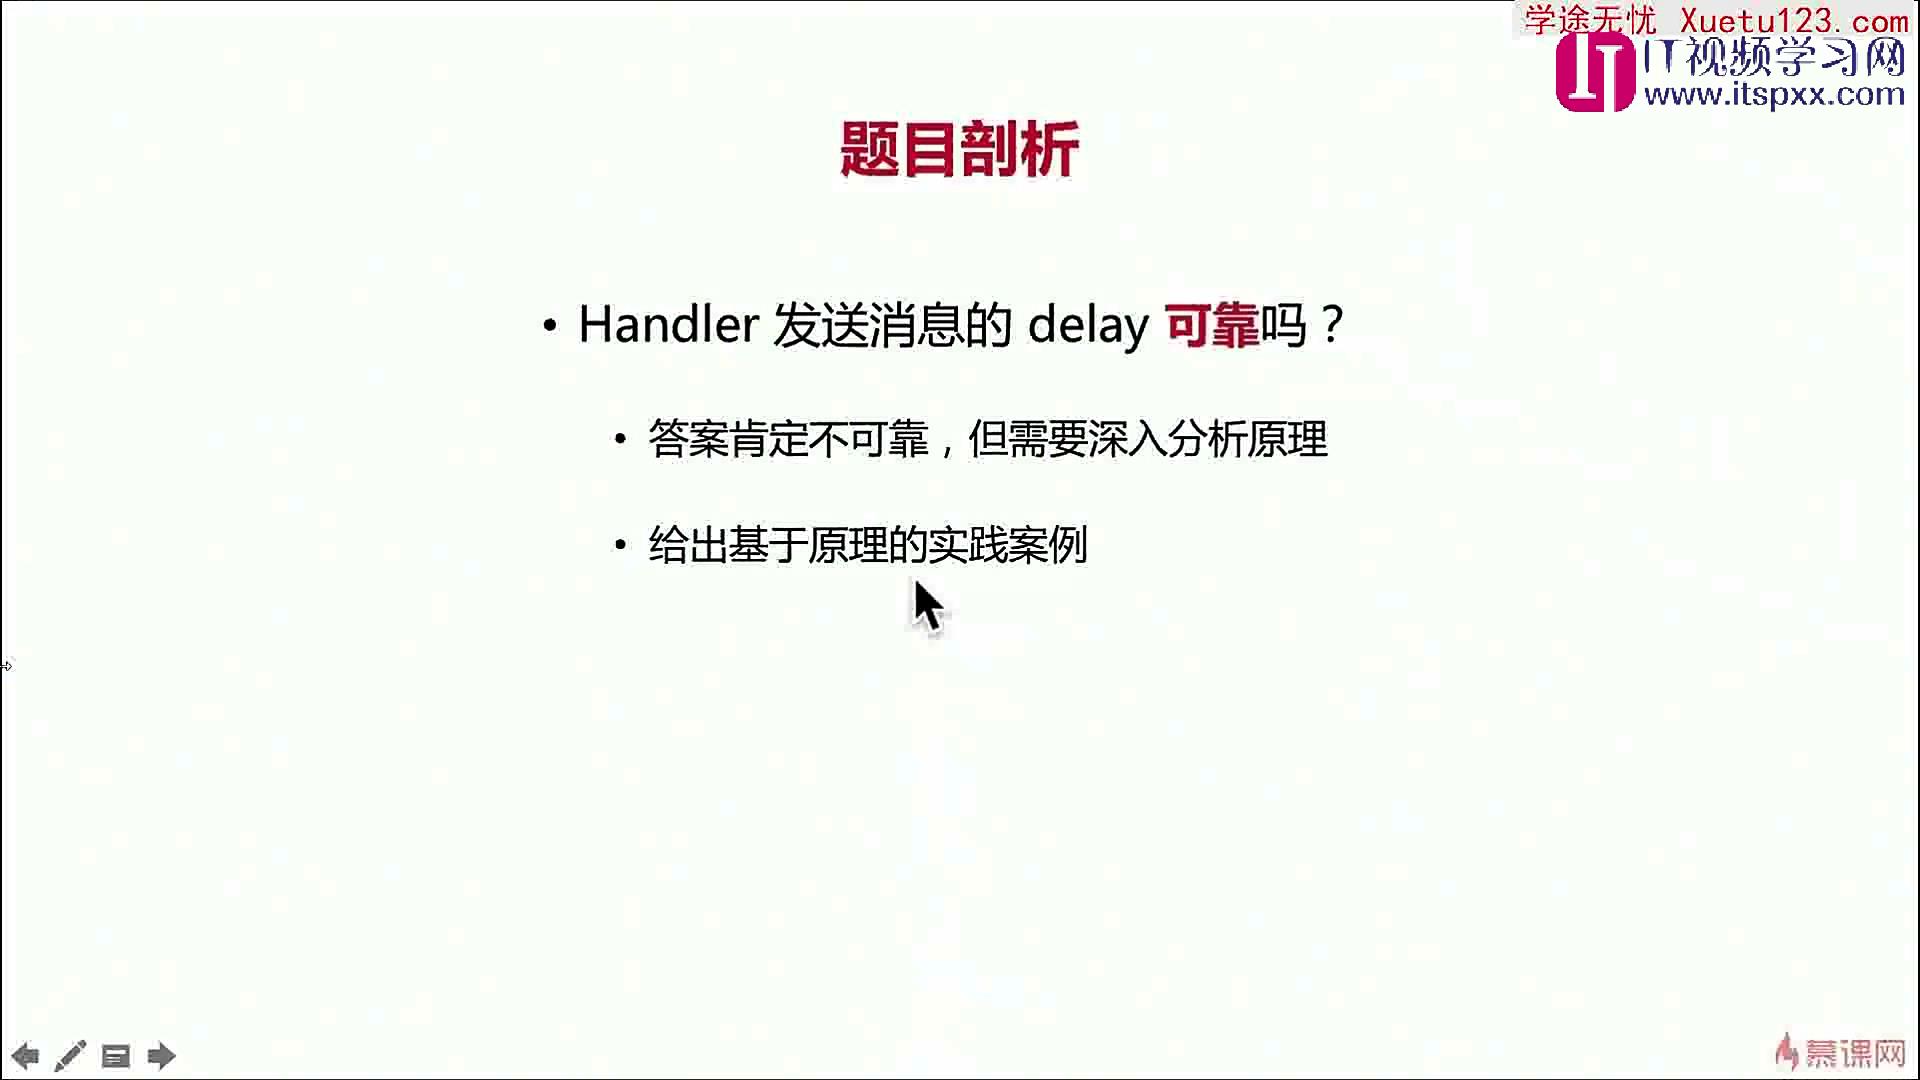 学途无忧 Xuetu123.com
IT视频学习网
www.itspxx.com
题目剖析
• Handler 发送消息的 delay 可靠吗？
• 答案肯定不可靠，但需要深入分析原理
• 给出基于原理的实践案例
慕课网